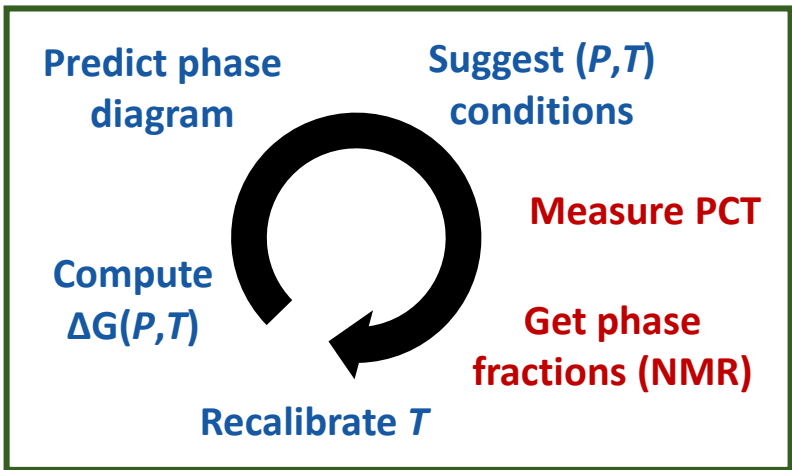 Predict phase
diagram
Suggest (P,T)
conditions
Measure PCT
Get phase
fractions (NMR)
Recalibrate T
Compute
ΔG(P,T)